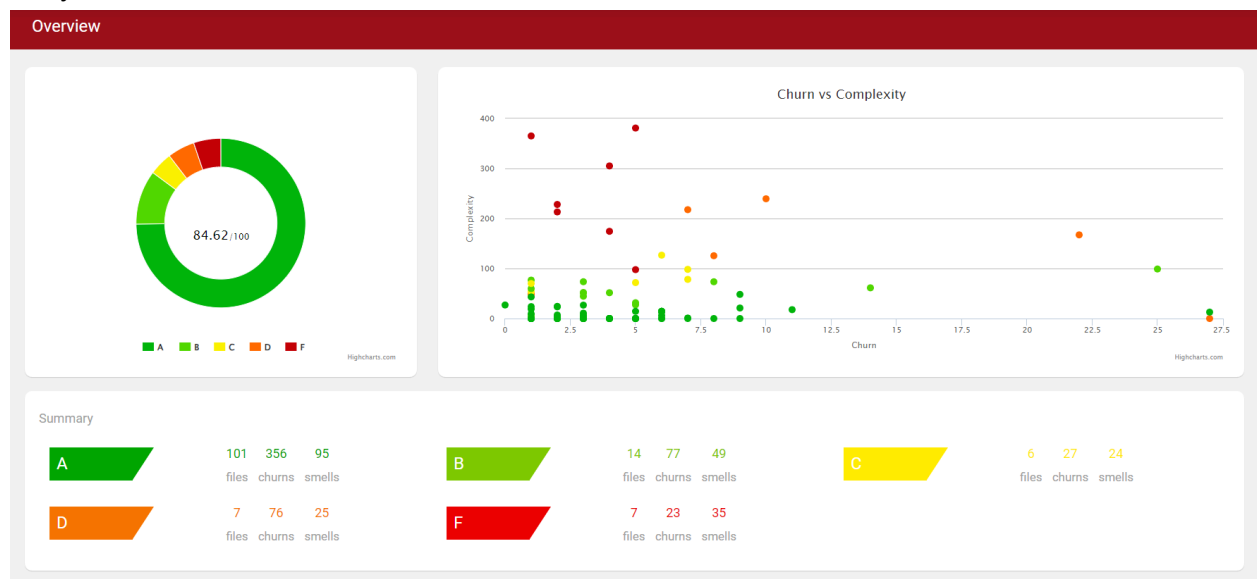 Overview
84.62/100
A B C D F
Highcharts.com
Churn vs Complexity
Complexity
400
300
200
100
0
0 2.5 5 7.5 10 12.5 15 17.5 20 22.5 25 27.5
Churn
Highcharts.com
Summary
A
101 356 95
files churns smells
B
14 77 49
files churns smells
C
6 27 24
files churns smells
D
7 76 25
files churns smells
F
7 23 35
files churns smells